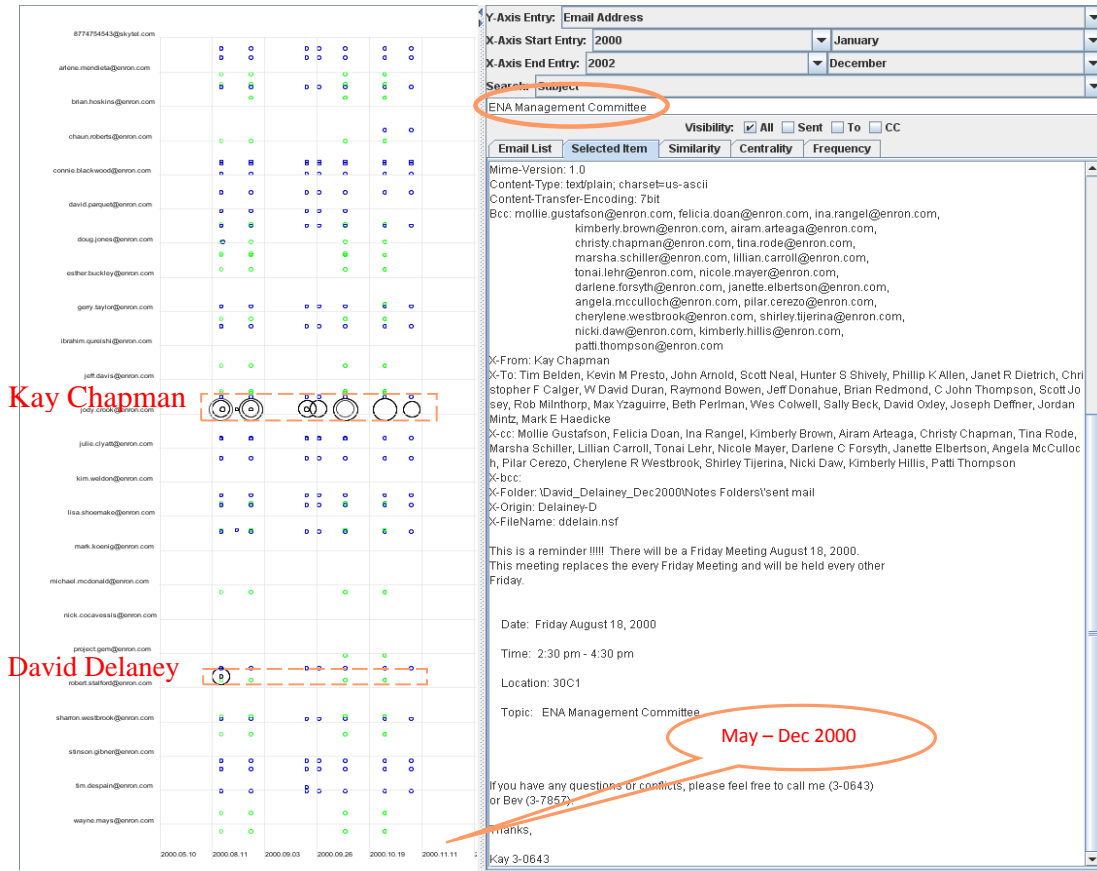 8774754543@skytel.com
arlene.mendieta@enron.com
brian.hoskins@enron.com
chaun.roberts@enron.com
connie.blackwood@enron.com
david.parquet@enron.com
doug.jones@enron.com
esther.buckley@enron.com
gerry.taylor@enron.com
ibrahim.qureishi@enron.com
jeff.davis@enron.com
Kay Chapman
jody.crook@enron.com
julie.clyatt@enron.com
kim.weldon@enron.com
lisa.shoemake@enron.com
mark.koenig@enron.com
michael.mcdonald@enron.com
nick.cocavessis@enron.com
project.gem@enron.com
David Delaney
robert.stalford@enron.com
sharron.westbrook@enron.com
stinson.gibner@enron.com
tim.despain@enron.com
wayne.mays@enron.com
2000.05.10 2000.08.11 2000.09.03 2000.09.26 2000.10.19 2000.11.11
Y-Axis Entry: Email Address
X-Axis Start Entry: 2000 January
X-Axis End Entry: 2002 December
Search: Subject
ENA Management Committee
Visibility: All Sent To CC
Email List Selected Item Similarity Centrality Frequency
Mime-Version: 1.0
Content-Type: text/plain; charset=us-ascii
Content-Transfer-Encoding: 7bit
Bcc: mollie.gustafson@enron.com, felicia.doan@enron.com, ina.rangel@enron.com,
kimberly.brown@enron.com, airam.arteaga@enron.com,
christy.chapman@enron.com, tina.rode@enron.com,
marsha.schiller@enron.com, lillian.carroll@enron.com,
tonai.lehr@enron.com, nicole.mayer@enron.com,
darlene.forsyth@enron.com, janette.elbertson@enron.com,
angela.mcculloch@enron.com, pilar.cerezo@enron.com,
cherylene.westbrook@enron.com, shirley.tijerina@enron.com,
nicki.daw@enron.com, kimberly.hillis@enron.com,
patti.thompson@enron.com
X-From: Kay Chapman
X-To: Tim Belden, Kevin M Presto, John Arnold, Scott Neal, Hunter S Shively, Phillip K Allen, Janet R Dietrich, Chri
stopher F Calger, W David Duran, Raymond Bowen, Jeff Donahue, Brian Redmond, C John Thompson, Scott Jo
sey, Rob Milnthorp, Max Yzaguirre, Beth Perlman, Wes Colwell, Sally Beck, David Oxley, Joseph Deffner, Jordan
Mintz, Mark E Haedicke
X-cc: Mollie Gustafson, Felicia Doan, Ina Rangel, Kimberly Brown, Airam Arteaga, Christy Chapman, Tina Rode,
Marsha Schiller, Lillian Carroll, Tonai Lehr, Nicole Mayer, Darlene C Forsyth, Janette Elbertson, Angela McCulloc
h, Pilar Cerezo, Cherylene R Westbrook, Shirley Tijerina, Nicki Daw, Kimberly Hillis, Patti Thompson
X-bcc:
X-Folder: \David_Delainey_Dec2000\Notes Folders\'sent mail
X-Origin: Delainey-D
X-FileName: ddelain.nsf
This is a reminder !!!!! There will be a Friday Meeting August 18, 2000.
This meeting replaces the every Friday Meeting and will be held every other
Friday.
Date: Friday August 18, 2000
Time: 2:30 pm - 4:30 pm
Location: 30C1
Topic: ENA Management Committee
May – Dec 2000
If you have any questions or conflicts, please feel free to call me (3-0643)
or Bev (3-7857).
Thanks,
Kay 3-0643